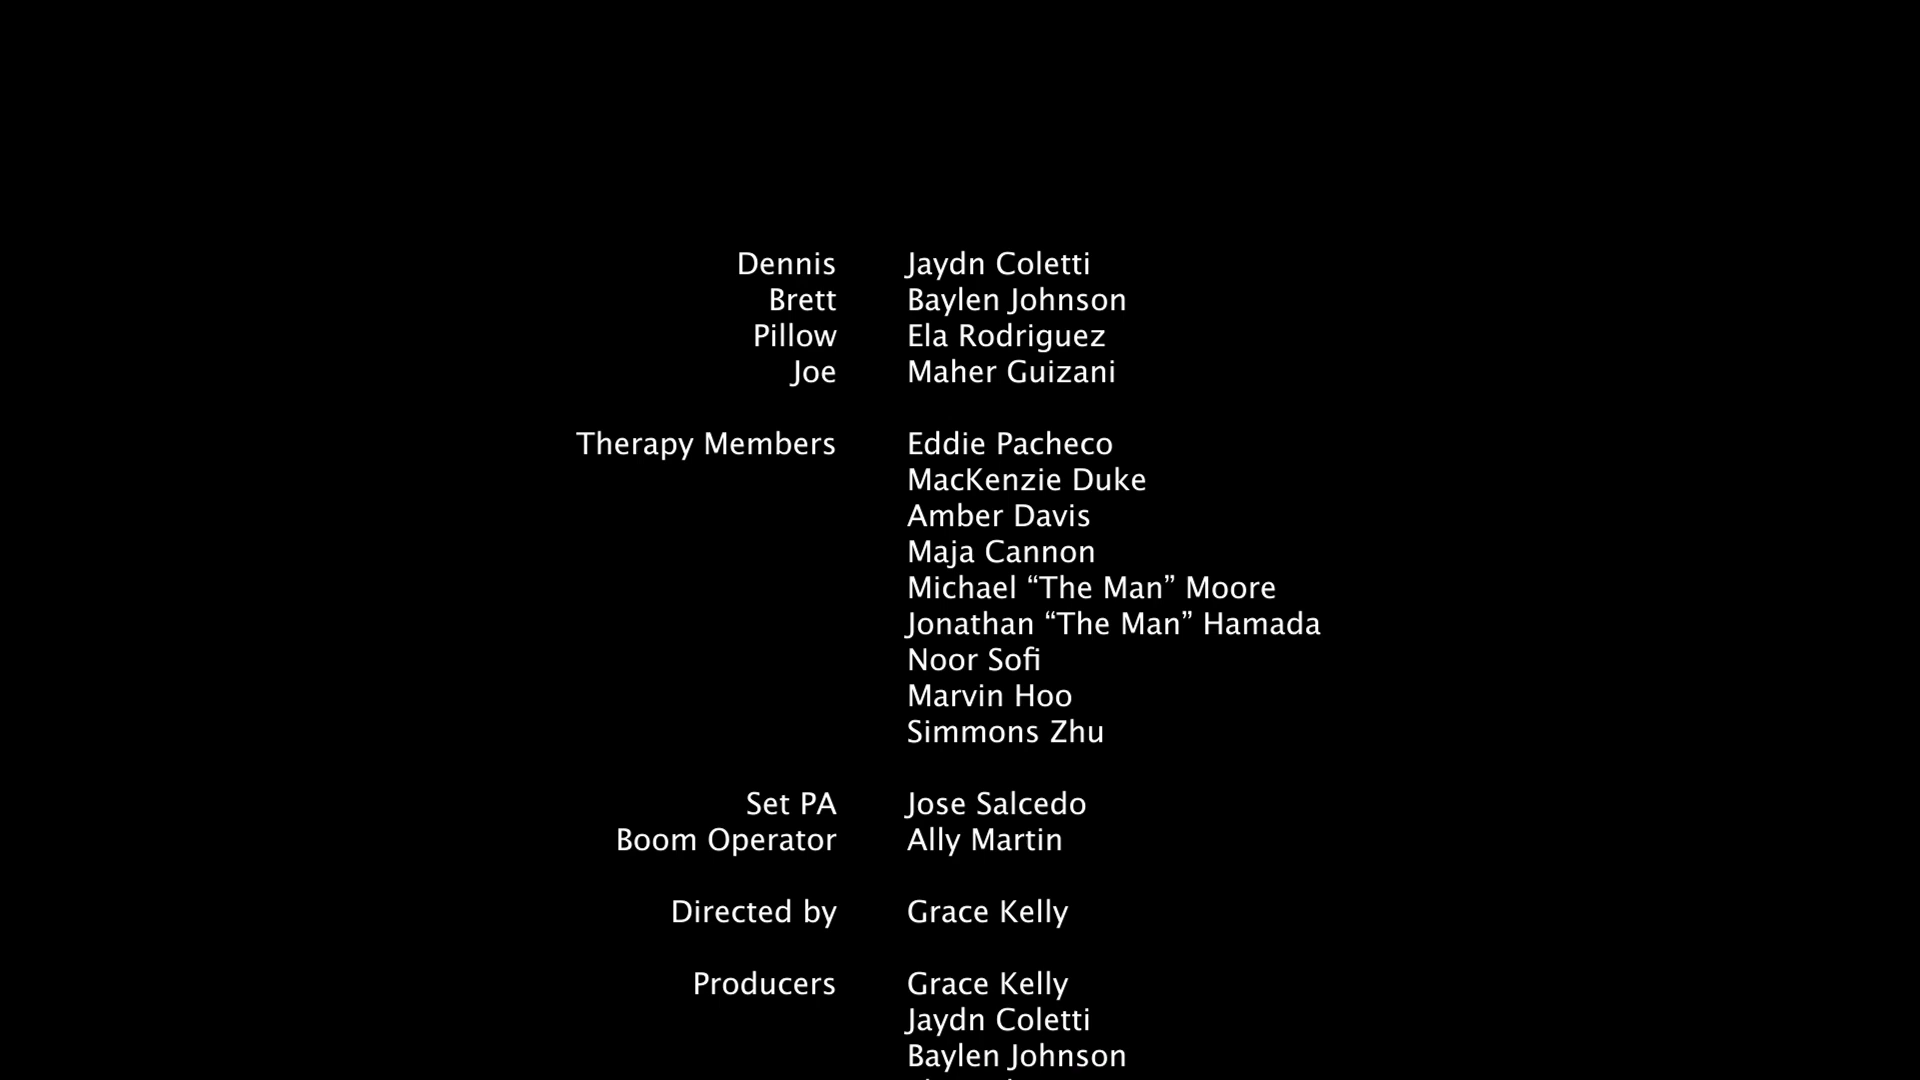 Dennis Jaydn Coletti
Brett Baylen Johnson
Pillow Ela Rodriguez
Joe Maher Guizani
Therapy Members Eddie Pacheco
MacKenzie Duke
Amber Davis
Maja Cannon
Michael “The Man” Moore
Jonathan “The Man” Hamada
Noor Sofi
Marvin Hoo
Simmons Zhu
Set PA Jose Salcedo
Boom Operator Ally Martin
Directed by Grace Kelly
Producers Grace Kelly
Jaydn Coletti
Baylen Johnson